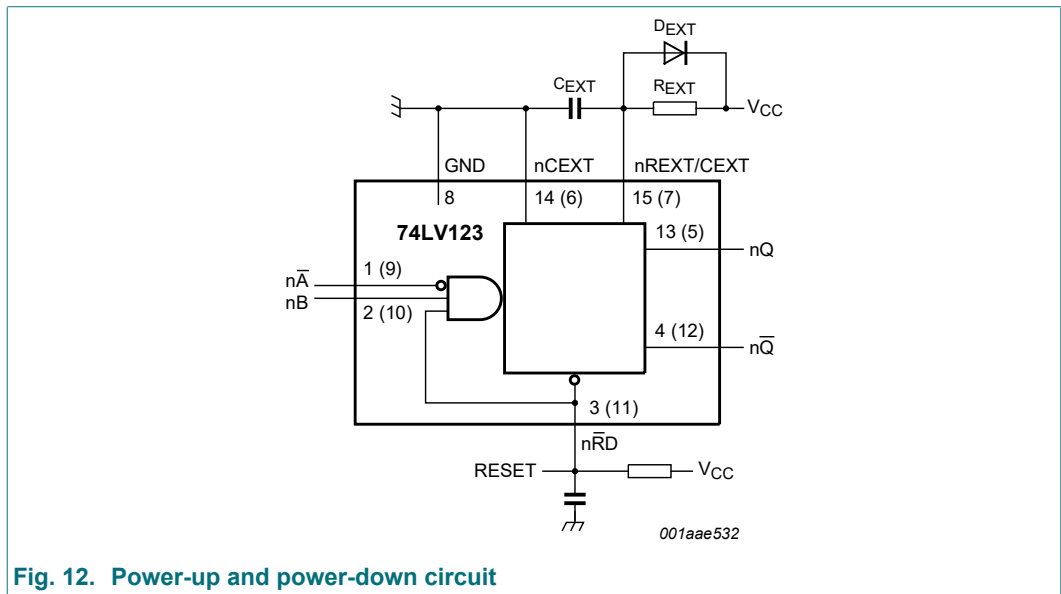 DEXT
CEXT
REXT
VCC
GND
nCEXT
nREXT/CEXT
8
14 (6)
15 (7)
74LV123
13 (5)
nQ
1 (9)
nA̅
nB
2 (10)
4 (12)
nQ̅
3 (11)
nR̅D
RESET
VCC
001aae532
Fig. 12. Power-up and power-down circuit